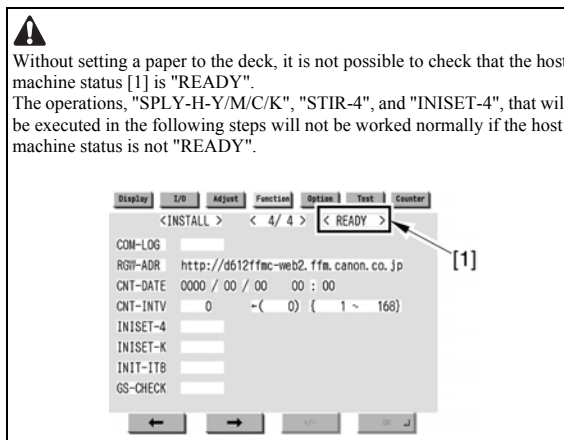 Without setting a paper to the deck, it is not possible to check that the host
machine status [1] is "READY".
The operations, "SPLY-H-Y/M/C/K", "STIR-4", and "INISET-4", that wil
be executed in the following steps will not be worked normally if the host
machine status is not "READY".
Display I/O Adjust Function Option Test Counter
<INSTALL > < 4/ 4 > < READY >
[1]
COM-LOG
RGW-ADR http://d612ffmc-web2.ffm.canon.co.jp
CNT-DATE 0000 / 00 / 00 00 : 00
CNT-INTV 0 ←( 0) { 1 ~ 168}
INISET-4
INISET-K
INIT-ITB
GS-CHECK
← → +/- OK